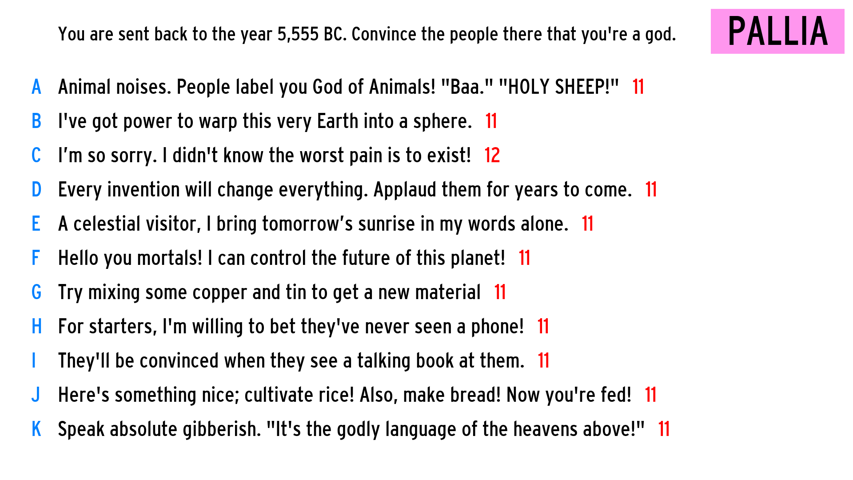 You are sent back to the year 5,555 BC. Convince the people there that you're a god.
PALLIA
A Animal noises. People label you God of Animals! "Baa." "HOLY SHEEP!" 11
B I've got power to warp this very Earth into a sphere. 11
C I’m so sorry. I didn't know the worst pain is to exist! 12
D Every invention will change everything. Applaud them for years to come. 11
E A celestial visitor, I bring tomorrow’s sunrise in my words alone. 11
F Hello you mortals! I can control the future of this planet! 11
G Try mixing some copper and tin to get a new material 11
H For starters, I'm willing to bet they've never seen a phone! 11
I They'll be convinced when they see a talking book at them. 11
J Here's something nice; cultivate rice! Also, make bread! Now you're fed! 11
K Speak absolute gibberish. "It's the godly language of the heavens above!" 11